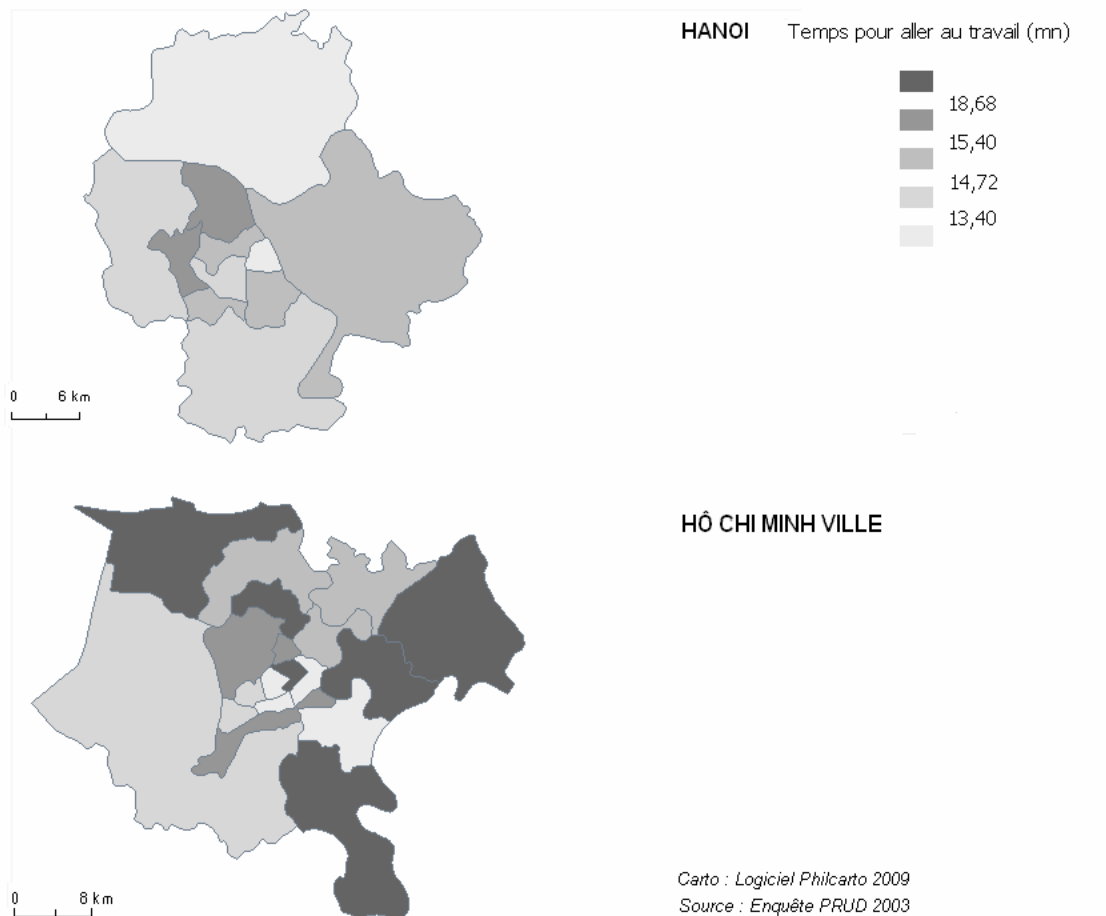 HANOI Temps pour aller au travail (mn)
18,68
15,40
14,72
13,40
0 6 km
HÔ CHI MINH VILLE
0 8 km
Carto : Logiciel Philcarto 2009
Source : Enquête PRUD 2003